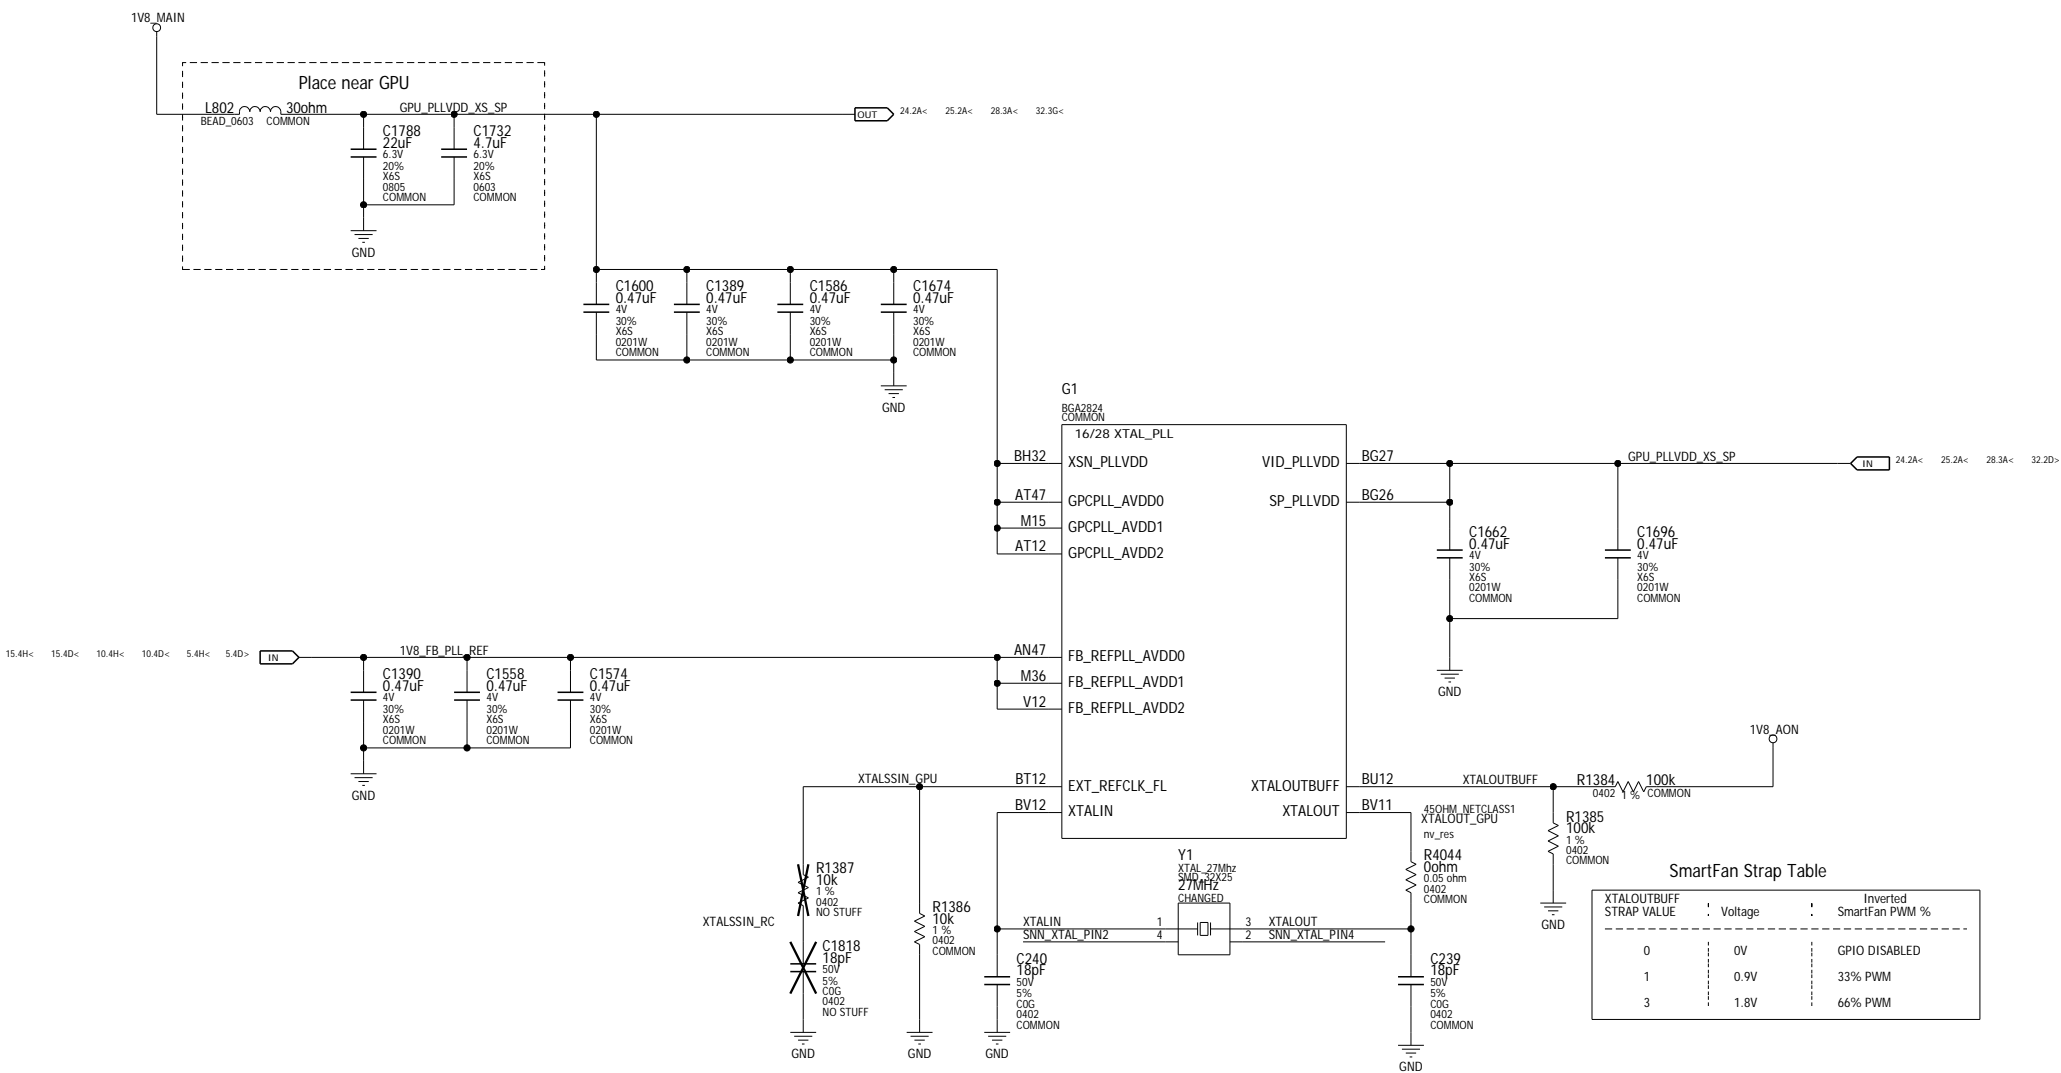 1V8_MAIN
Place near GPU
L802 30ohm
BEAD_0603 COMMON
GPU_PLLVDD_XS_SP
OUT
24.2A< 25.2A< 28.3A< 32.3G<
C1788
22uF
6.3V
20%
X6S
0805
COMMON
C1732
4.7uF
6.3V
20%
X6S
0603
COMMON
GND
C1600
0.47uF
4V
30%
X6S
0201W
COMMON
C1389
0.47uF
4V
30%
X6S
0201W
COMMON
C1586
0.47uF
4V
30%
X6S
0201W
COMMON
C1674
0.47uF
4V
30%
X6S
0201W
COMMON
GND
G1
BGA2824
COMMON
16/28 XTAL_PLL
BH32 XSN_PLLVDD
AT47 GPCPLL_AVDD0
M15 GPCPLL_AVDD1
AT12 GPCPLL_AVDD2
AN47 FB_REFPLL_AVDD0
M36 FB_REFPLL_AVDD1
V12 FB_REFPLL_AVDD2
BT12 EXT_REFCLK_FL
BV12 XTALIN
VID_PLLVDD BG27
SP_PLLVDD BG26
XTALOUTBUFF BU12
XTALOUT BV11
GPU_PLLVDD_XS_SP
IN
24.2A< 25.2A< 28.3A< 32.2D>
C1662
0.47uF
4V
30%
X6S
0201W
COMMON
C1696
0.47uF
4V
30%
X6S
0201W
COMMON
GND
15.4H< 15.4D< 10.4H< 10.4D< 5.4H< 5.4D>
IN
1V8_FB_PLL_REF
C1390
0.47uF
4V
30%
X6S
0201W
COMMON
C1558
0.47uF
4V
30%
X6S
0201W
COMMON
C1574
0.47uF
4V
30%
X6S
0201W
COMMON
GND
XTALSSIN_GPU
R1387
10k
1 %
0402
NO STUFF
XTALSSIN_RC
C1818
18pF
50V
5%
C0G
0402
NO STUFF
GND
R1386
10k
1 %
0402
COMMON
GND
XTALIN
SNN_XTAL_PIN2
1
4
Y1
XTAL_27Mhz
SMD_32X25
27MHz
CHANGED
3
2
XTALOUT
SNN_XTAL_PIN4
C240
18pF
50V
5%
C0G
0402
COMMON
GND
45OHM_NETCLASS1
XTALOUT_GPU
nv_res
R4044
0ohm
0.05 ohm
0402
COMMON
C239
18pF
50V
5%
C0G
0402
COMMON
GND
XTALOUTBUFF
1V8_AON
R1384 100k
0402 1 % COMMON
R1385
100k
1 %
0402
COMMON
GND
SmartFan Strap Table
XTALOUTBUFF Inverted
STRAP VALUE Voltage SmartFan PWM %
0 0V GPIO DISABLED
1 0.9V 33% PWM
3 1.8V 66% PWM